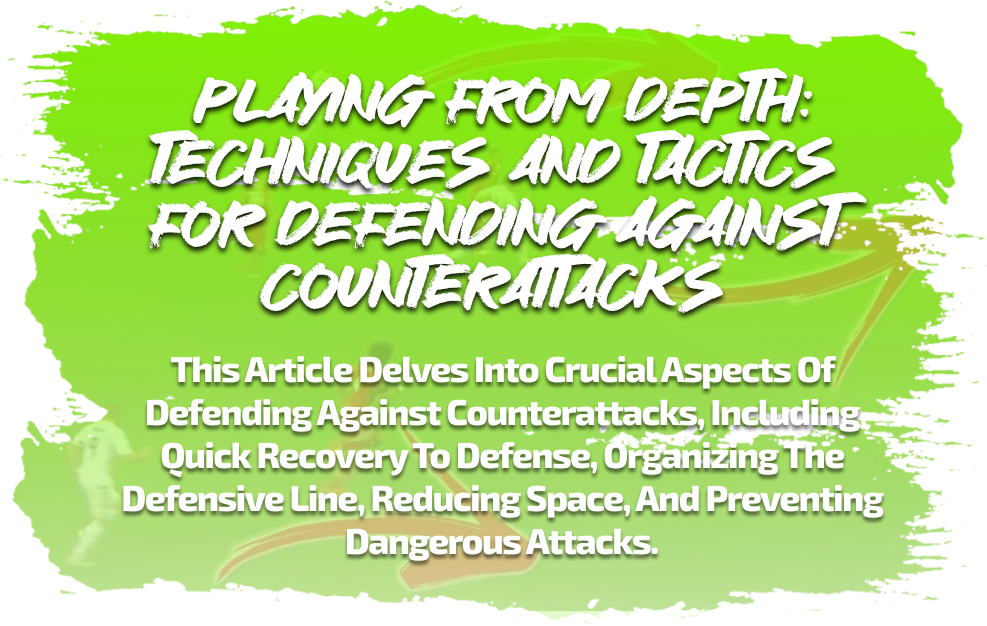 PLAYING FROM DEPTH:
TECHNIQUES AND TACTICS
FOR DEFENDING AGAINST
COUNTERATTACKS
This Article Delves Into Crucial Aspects Of
Defending Against Counterattacks, Including
Quick Recovery To Defense, Organizing The
Defensive Line, Reducing Space, And Preventing
Dangerous Attacks.